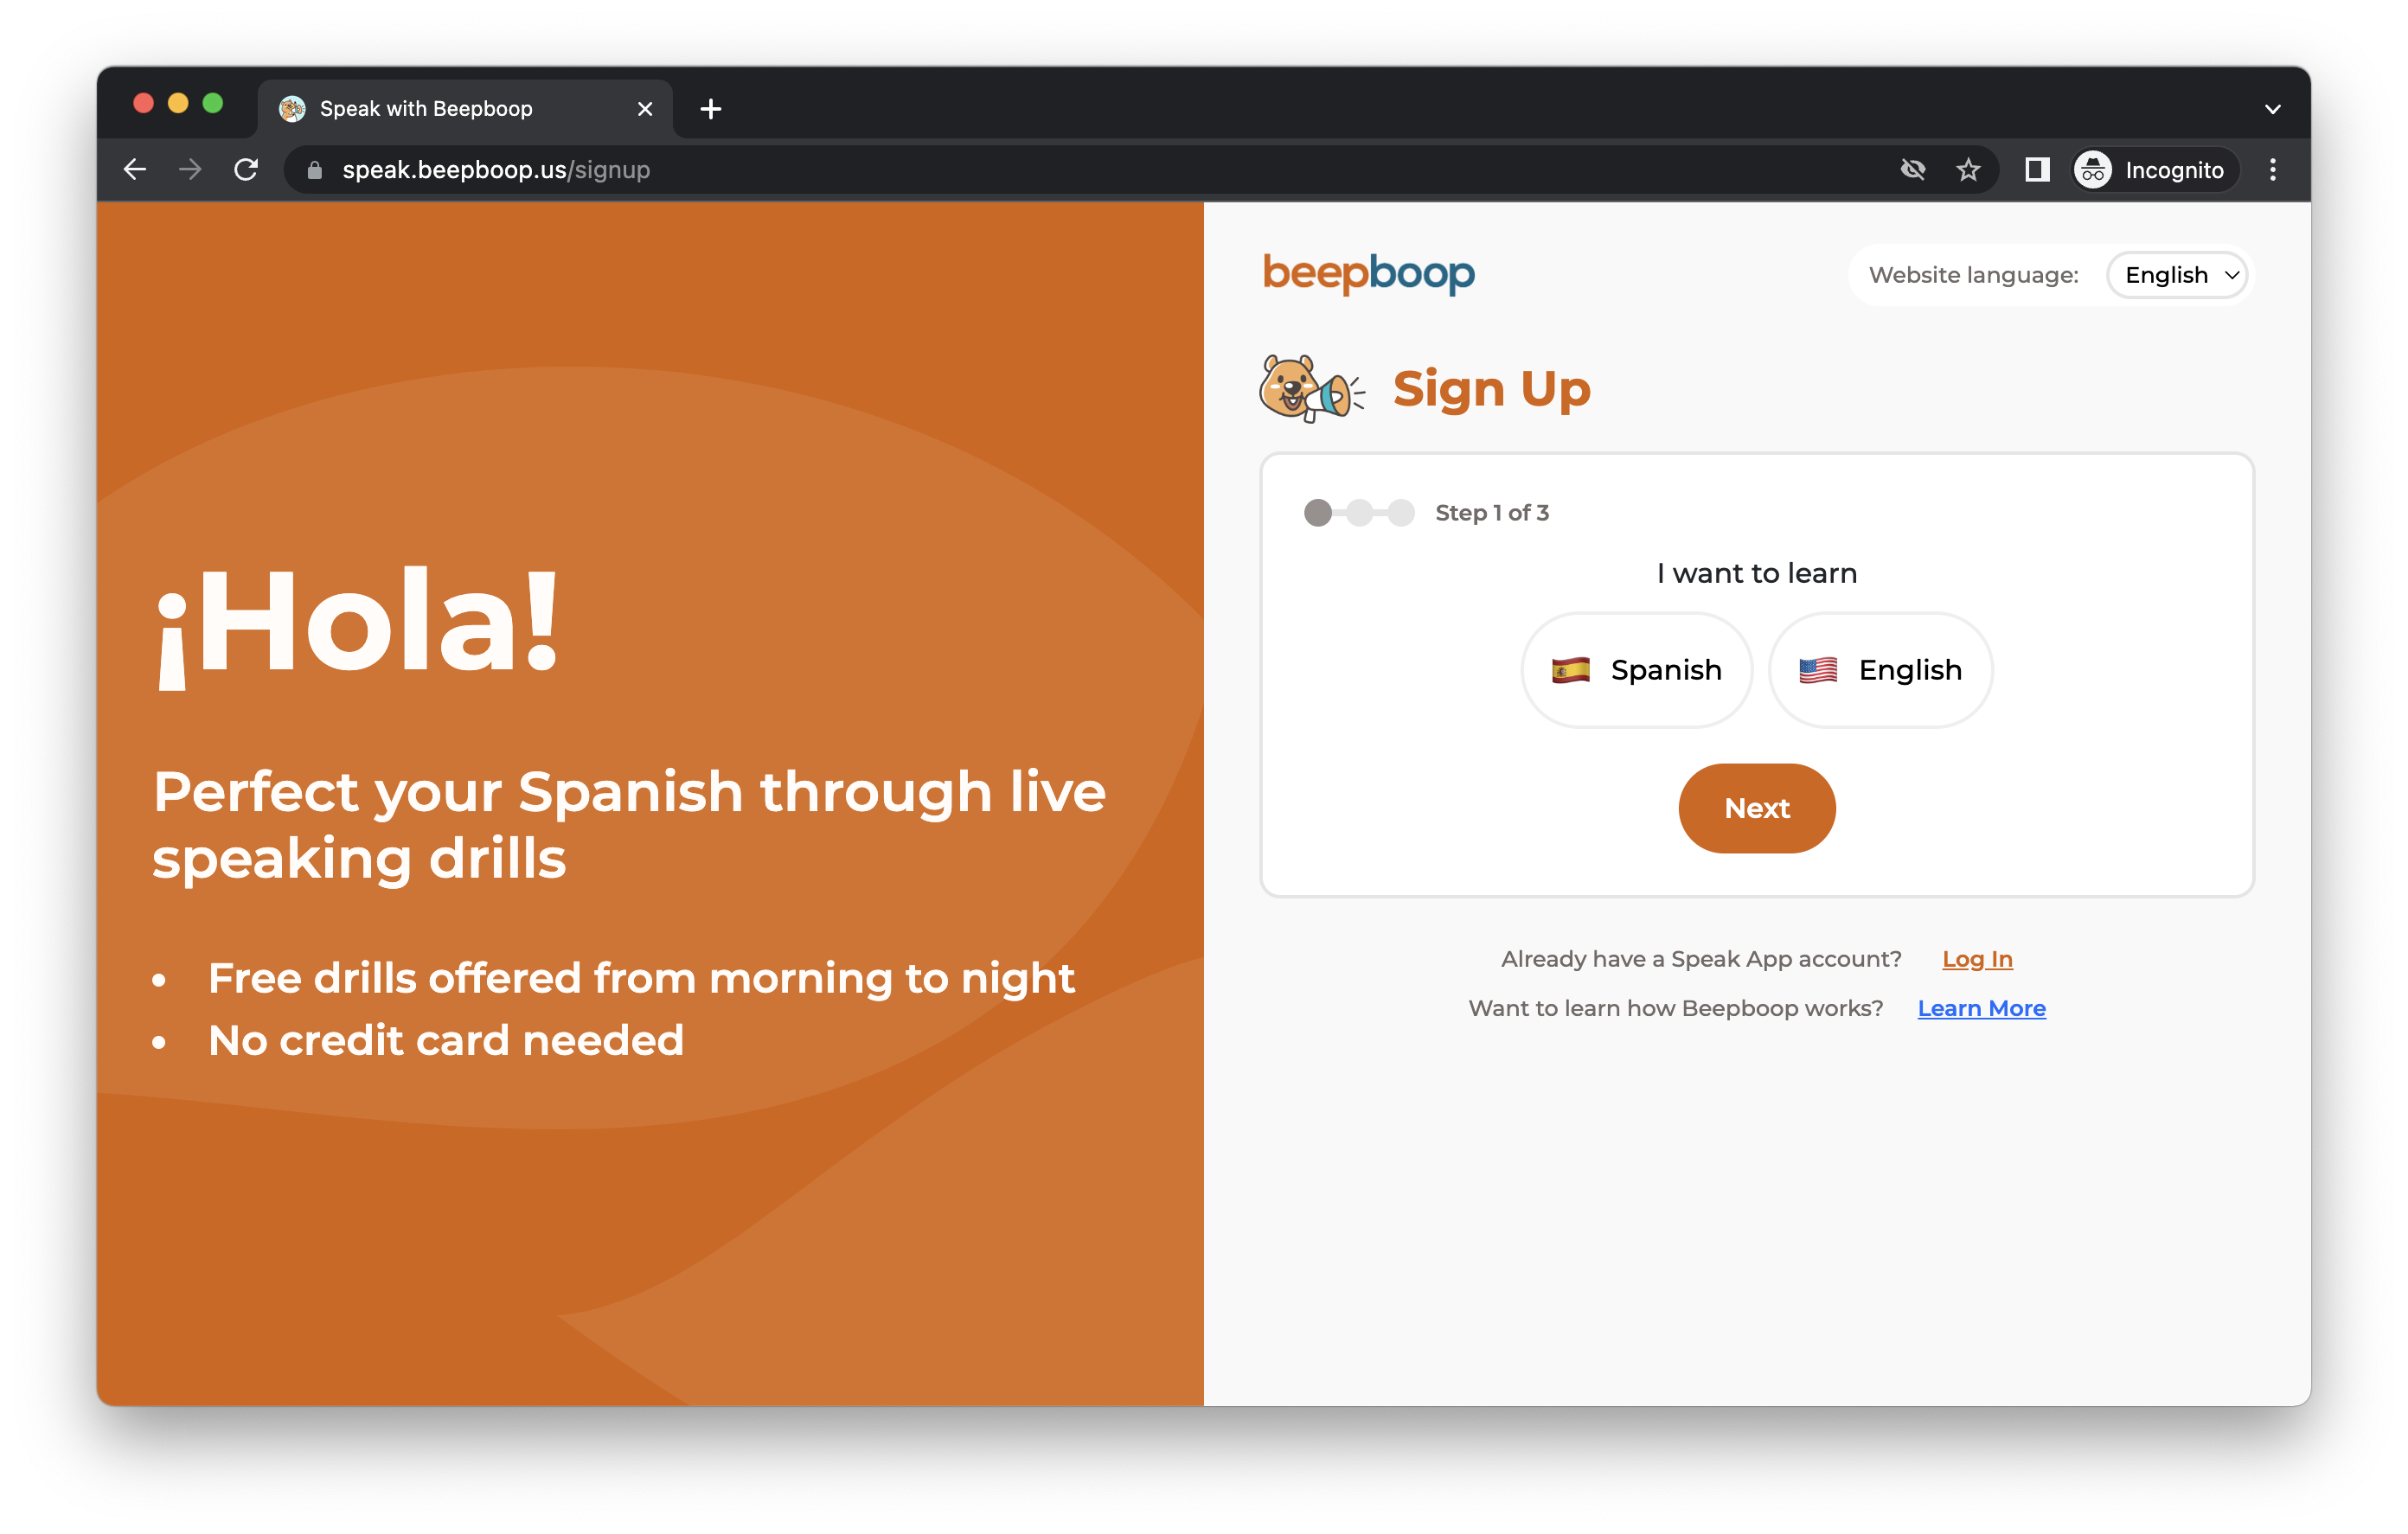 Speak with Beepboop
speak.beepboop.us/signup
Incognito
¡Hola!
Perfect your Spanish through live
speaking drills
• Free drills offered from morning to night
• No credit card needed
beepboop
Website language: English
Sign Up
Step 1 of 3
I want to learn
Spanish English
Next
Already have a Speak App account? Log In
Want to learn how Beepboop works? Learn More